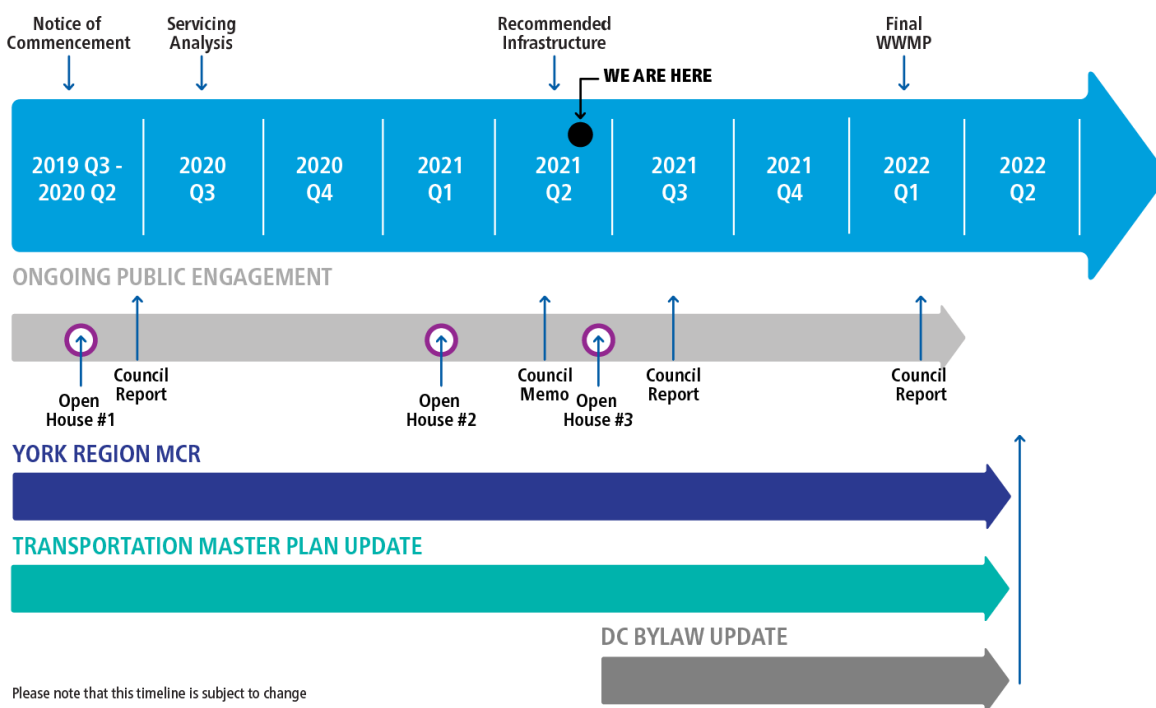 Notice of
Commencement
Servicing
Analysis
Recommended
Infrastructure
Final
WWMP
WE ARE HERE
2019 Q3 -
2020 Q2
2020
Q3
2020
Q4
2021
Q1
2021
Q2
2021
Q3
2021
Q4
2022
Q1
2022
Q2
ONGOING PUBLIC ENGAGEMENT
Open
House #1
Council
Report
Open
House #2
Council
Memo
Open
House #3
Council
Report
Council
Report
YORK REGION MCR
TRANSPORTATION MASTER PLAN UPDATE
DC BYLAW UPDATE
Please note that this timeline is subject to change